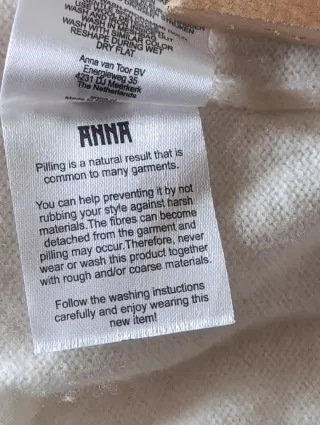 WASH WITH SIMILAR COLOR
RESHAPE DURING WET
DRY FLAT
Anna van Toor BV
Energieweg 35
4231 DJ Meerkerk
The Netherlands
ANNA
Pilling is a natural result that is
common to many garments.
You can help preventing it by not
rubbing your style against harsh
materials.The fibres can become
detached from the garment and
pilling may occur.Therefore, never
wear or wash this product together
with rough and/or coarse materials.
Follow the washing instuctions
carefully and enjoy wearing this
new item!